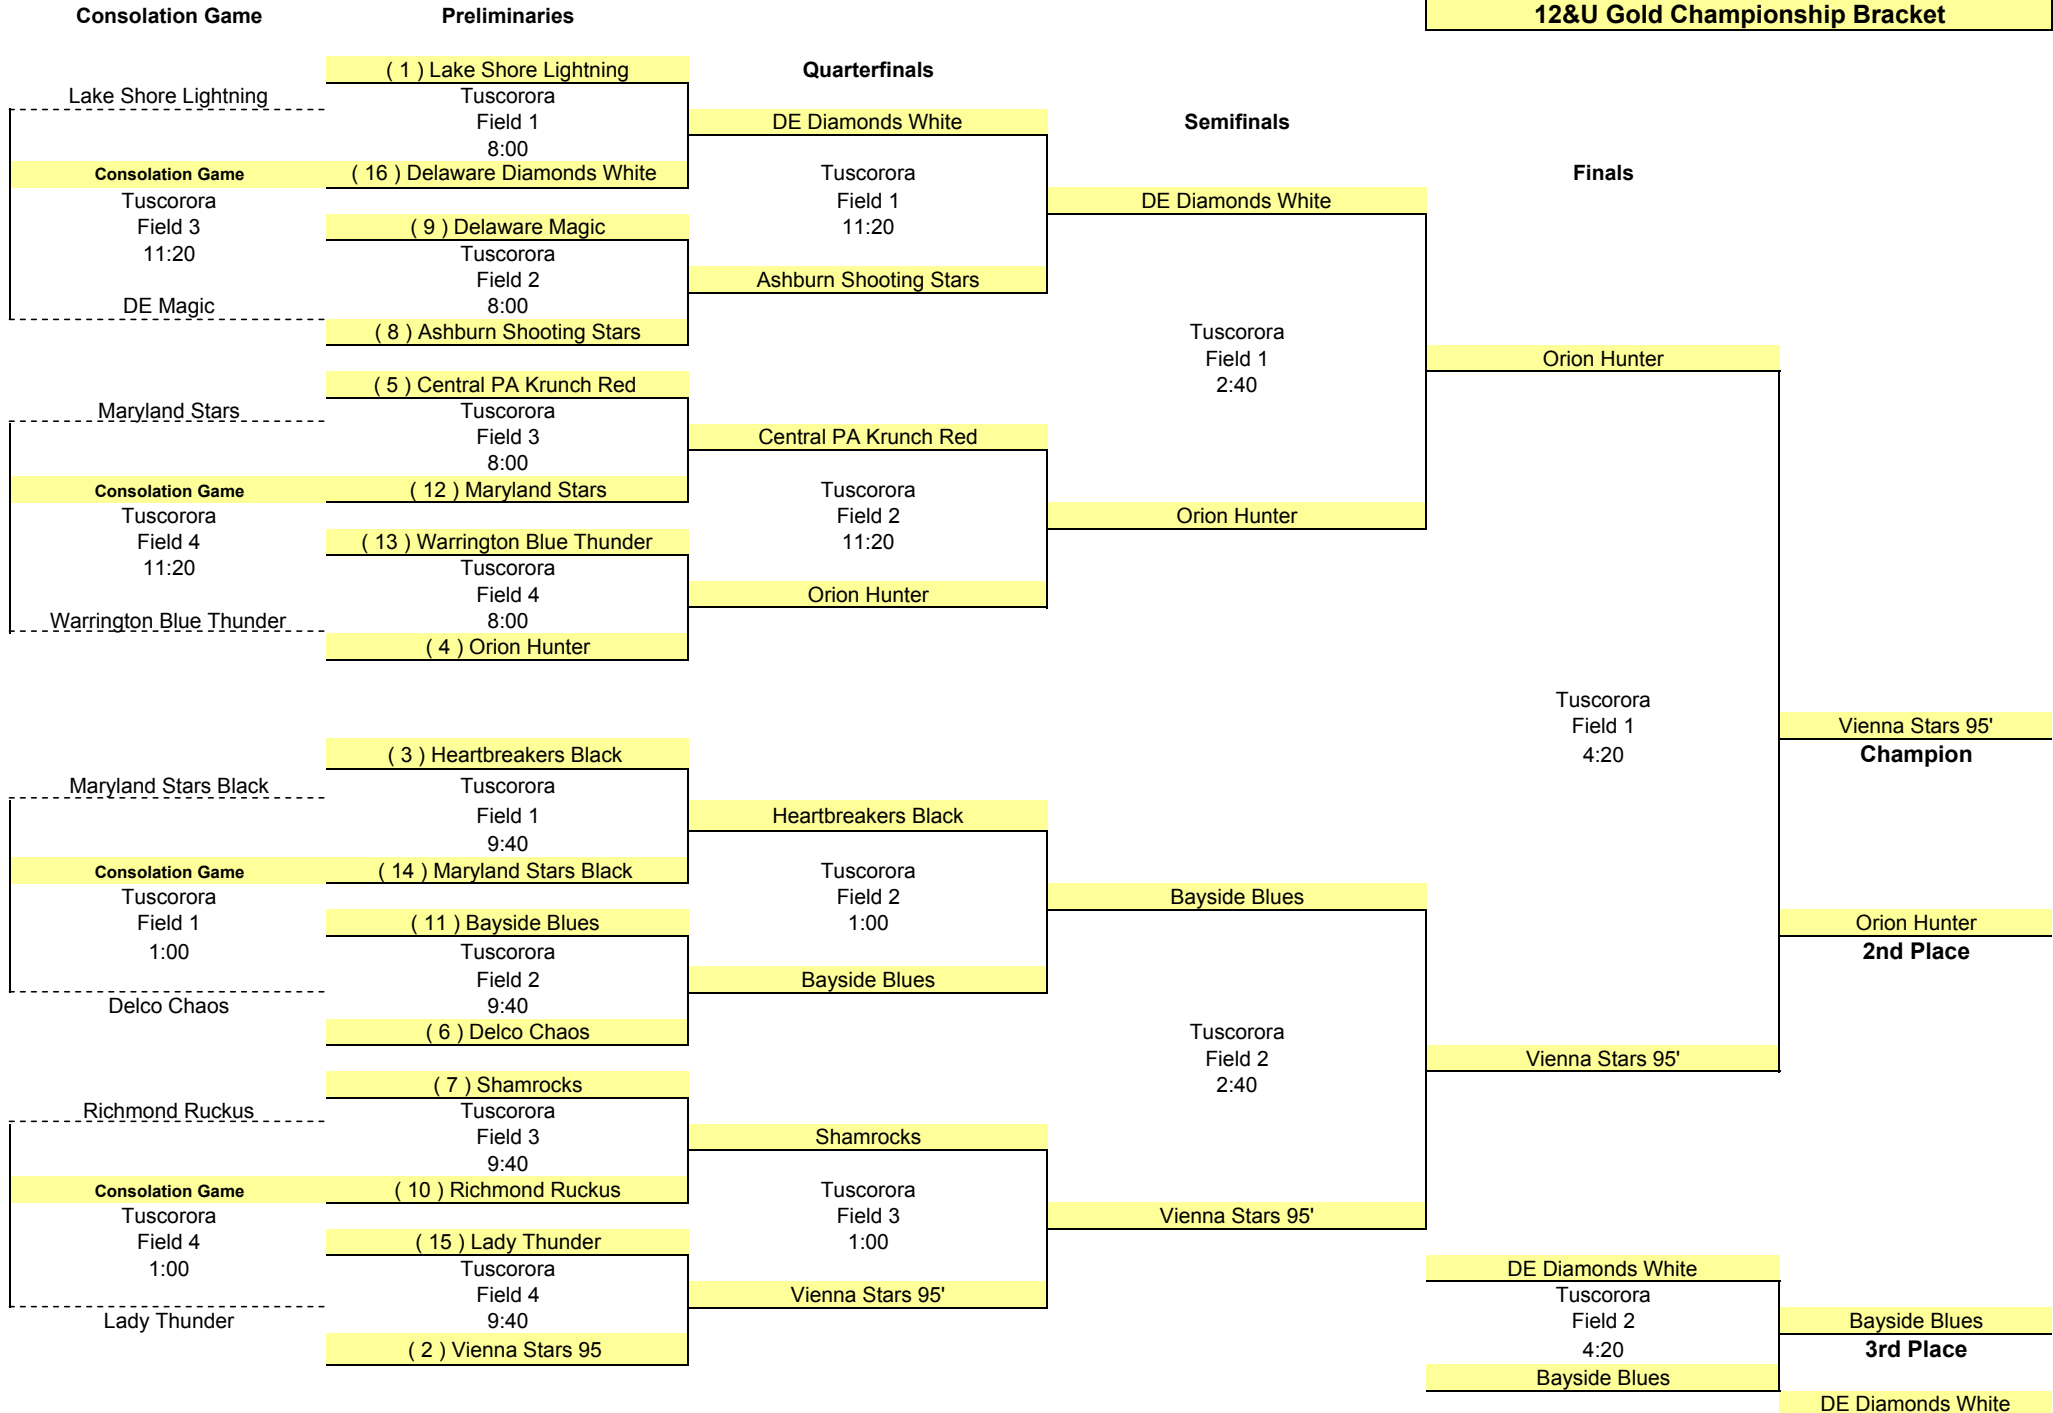 Consolation Game
Preliminaries
12&U Gold Championship Bracket
( 1 ) Lake Shore Lightning
Quarterfinals
Lake Shore Lightning
Tuscorora
Field 1
8:00
DE Diamonds White
Semifinals
Consolation Game
( 16 ) Delaware Diamonds White
Tuscorora
Field 1
11:20
Finals
Tuscorora
Field 3
11:20
DE Diamonds White
( 9 ) Delaware Magic
Tuscorora
Field 2
8:00
Ashburn Shooting Stars
DE Magic
( 8 ) Ashburn Shooting Stars
Tuscorora
Field 1
2:40
Orion Hunter
( 5 ) Central PA Krunch Red
Maryland Stars
Tuscorora
Field 3
8:00
Central PA Krunch Red
Consolation Game
( 12 ) Maryland Stars
Tuscorora
Field 2
11:20
Tuscorora
Field 4
11:20
Orion Hunter
( 13 ) Warrington Blue Thunder
Tuscorora
Field 4
8:00
Orion Hunter
Warrington Blue Thunder
( 4 ) Orion Hunter
Tuscorora
Field 1
4:20
Vienna Stars 95'
Champion
( 3 ) Heartbreakers Black
Maryland Stars Black
Tuscorora
Field 1
9:40
Heartbreakers Black
Consolation Game
( 14 ) Maryland Stars Black
Tuscorora
Field 2
1:00
Tuscorora
Field 1
1:00
Bayside Blues
( 11 ) Bayside Blues
Orion Hunter
2nd Place
Tuscorora
Field 2
9:40
Bayside Blues
Delco Chaos
( 6 ) Delco Chaos
Tuscorora
Field 2
2:40
Vienna Stars 95'
( 7 ) Shamrocks
Richmond Ruckus
Tuscorora
Field 3
9:40
Shamrocks
Consolation Game
( 10 ) Richmond Ruckus
Tuscorora
Field 3
1:00
Tuscorora
Field 4
1:00
Vienna Stars 95'
( 15 ) Lady Thunder
Tuscorora
Field 4
9:40
Vienna Stars 95'
Lady Thunder
( 2 ) Vienna Stars 95
DE Diamonds White
Tuscorora
Field 2
4:20
Bayside Blues
3rd Place
Bayside Blues
DE Diamonds White